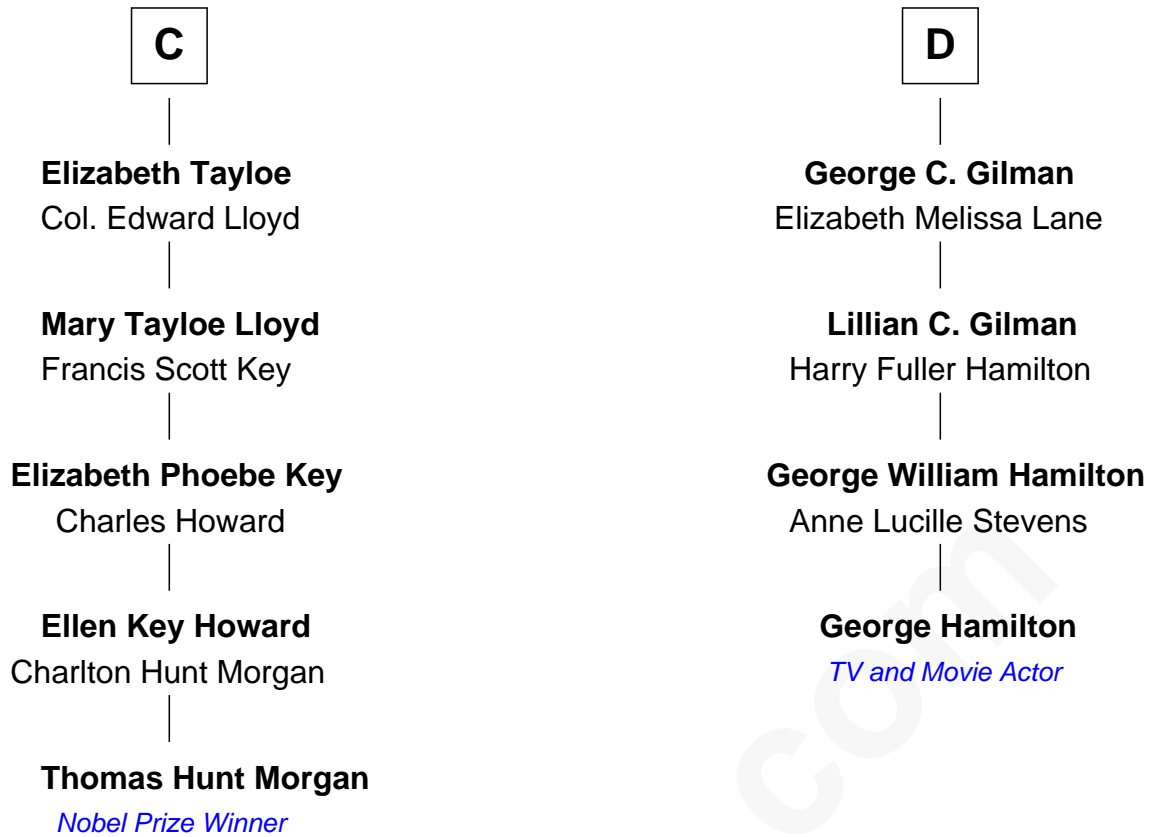 C
Elizabeth Tayloe
Col. Edward Lloyd
Mary Tayloe Lloyd
Francis Scott Key
Elizabeth Phoebe Key
Charles Howard
Ellen Key Howard
Charlton Hunt Morgan
Thomas Hunt Morgan
Nobel Prize Winner
D
George C. Gilman
Elizabeth Melissa Lane
Lillian C. Gilman
Harry Fuller Hamilton
George William Hamilton
Anne Lucille Stevens
George Hamilton
TV and Movie Actor
com